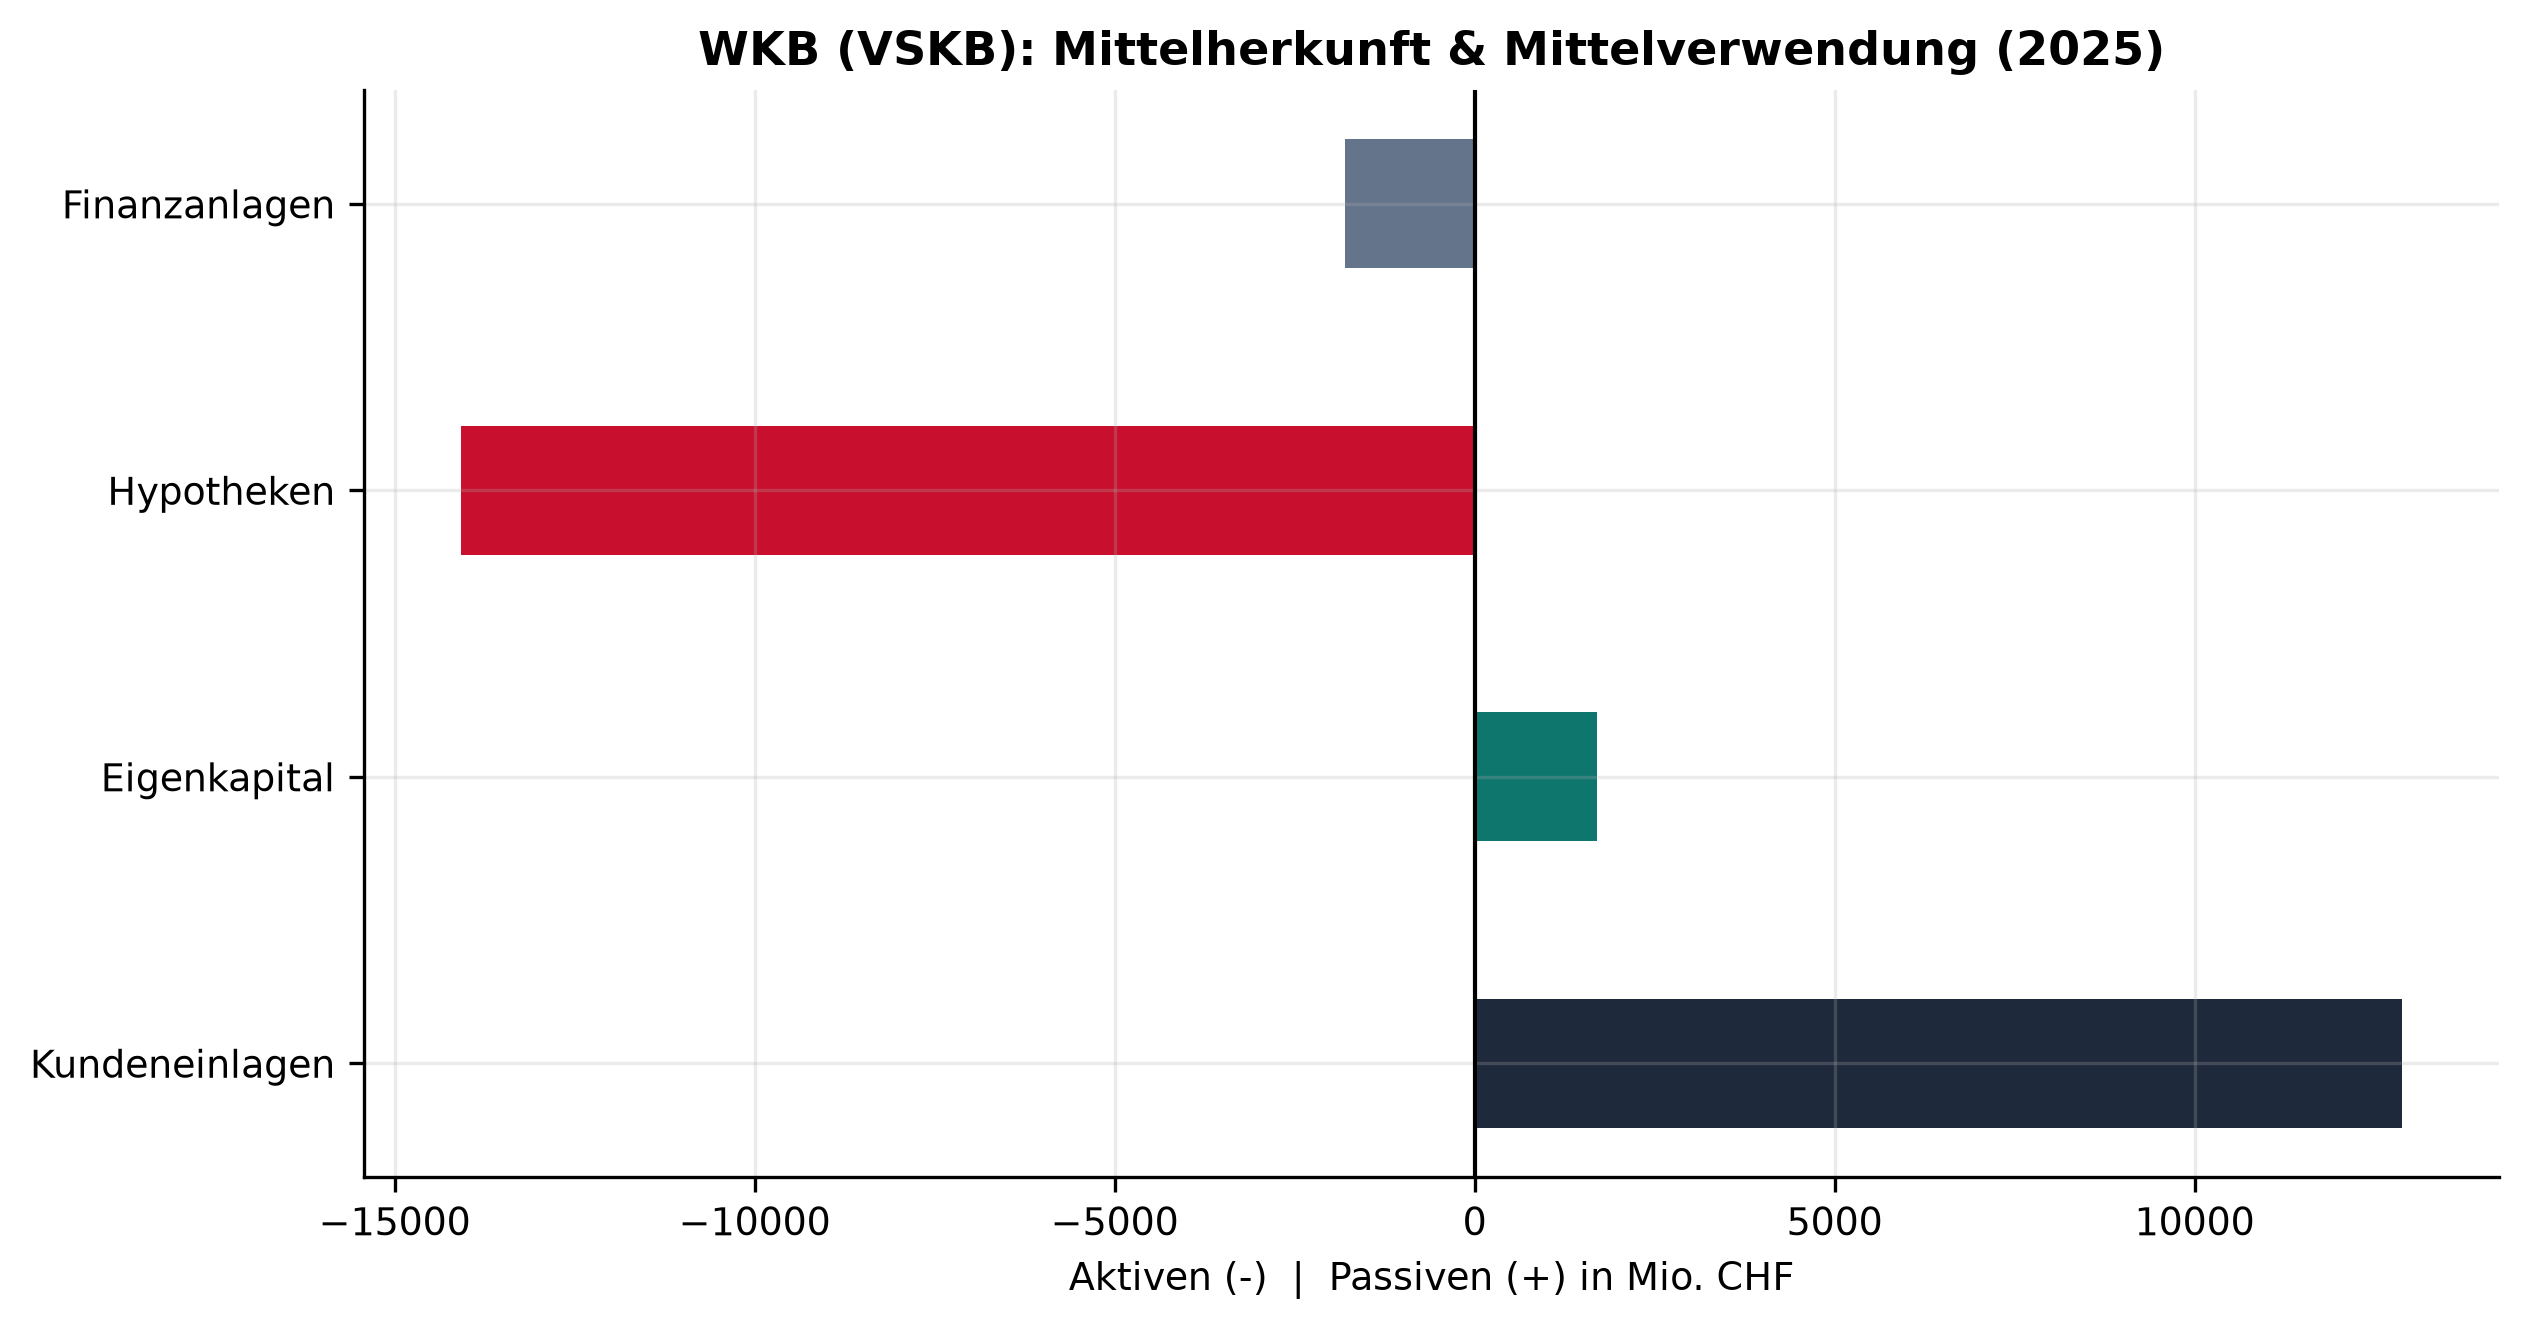 WKB (VSKB): Mittelherkunft & Mittelverwendung (2025)
Finanzanlagen
Hypotheken
Eigenkapital
Kundeneinlagen
−15000 −10000 −5000 0 5000 10000
Aktiven (-) | Passiven (+) in Mio. CHF